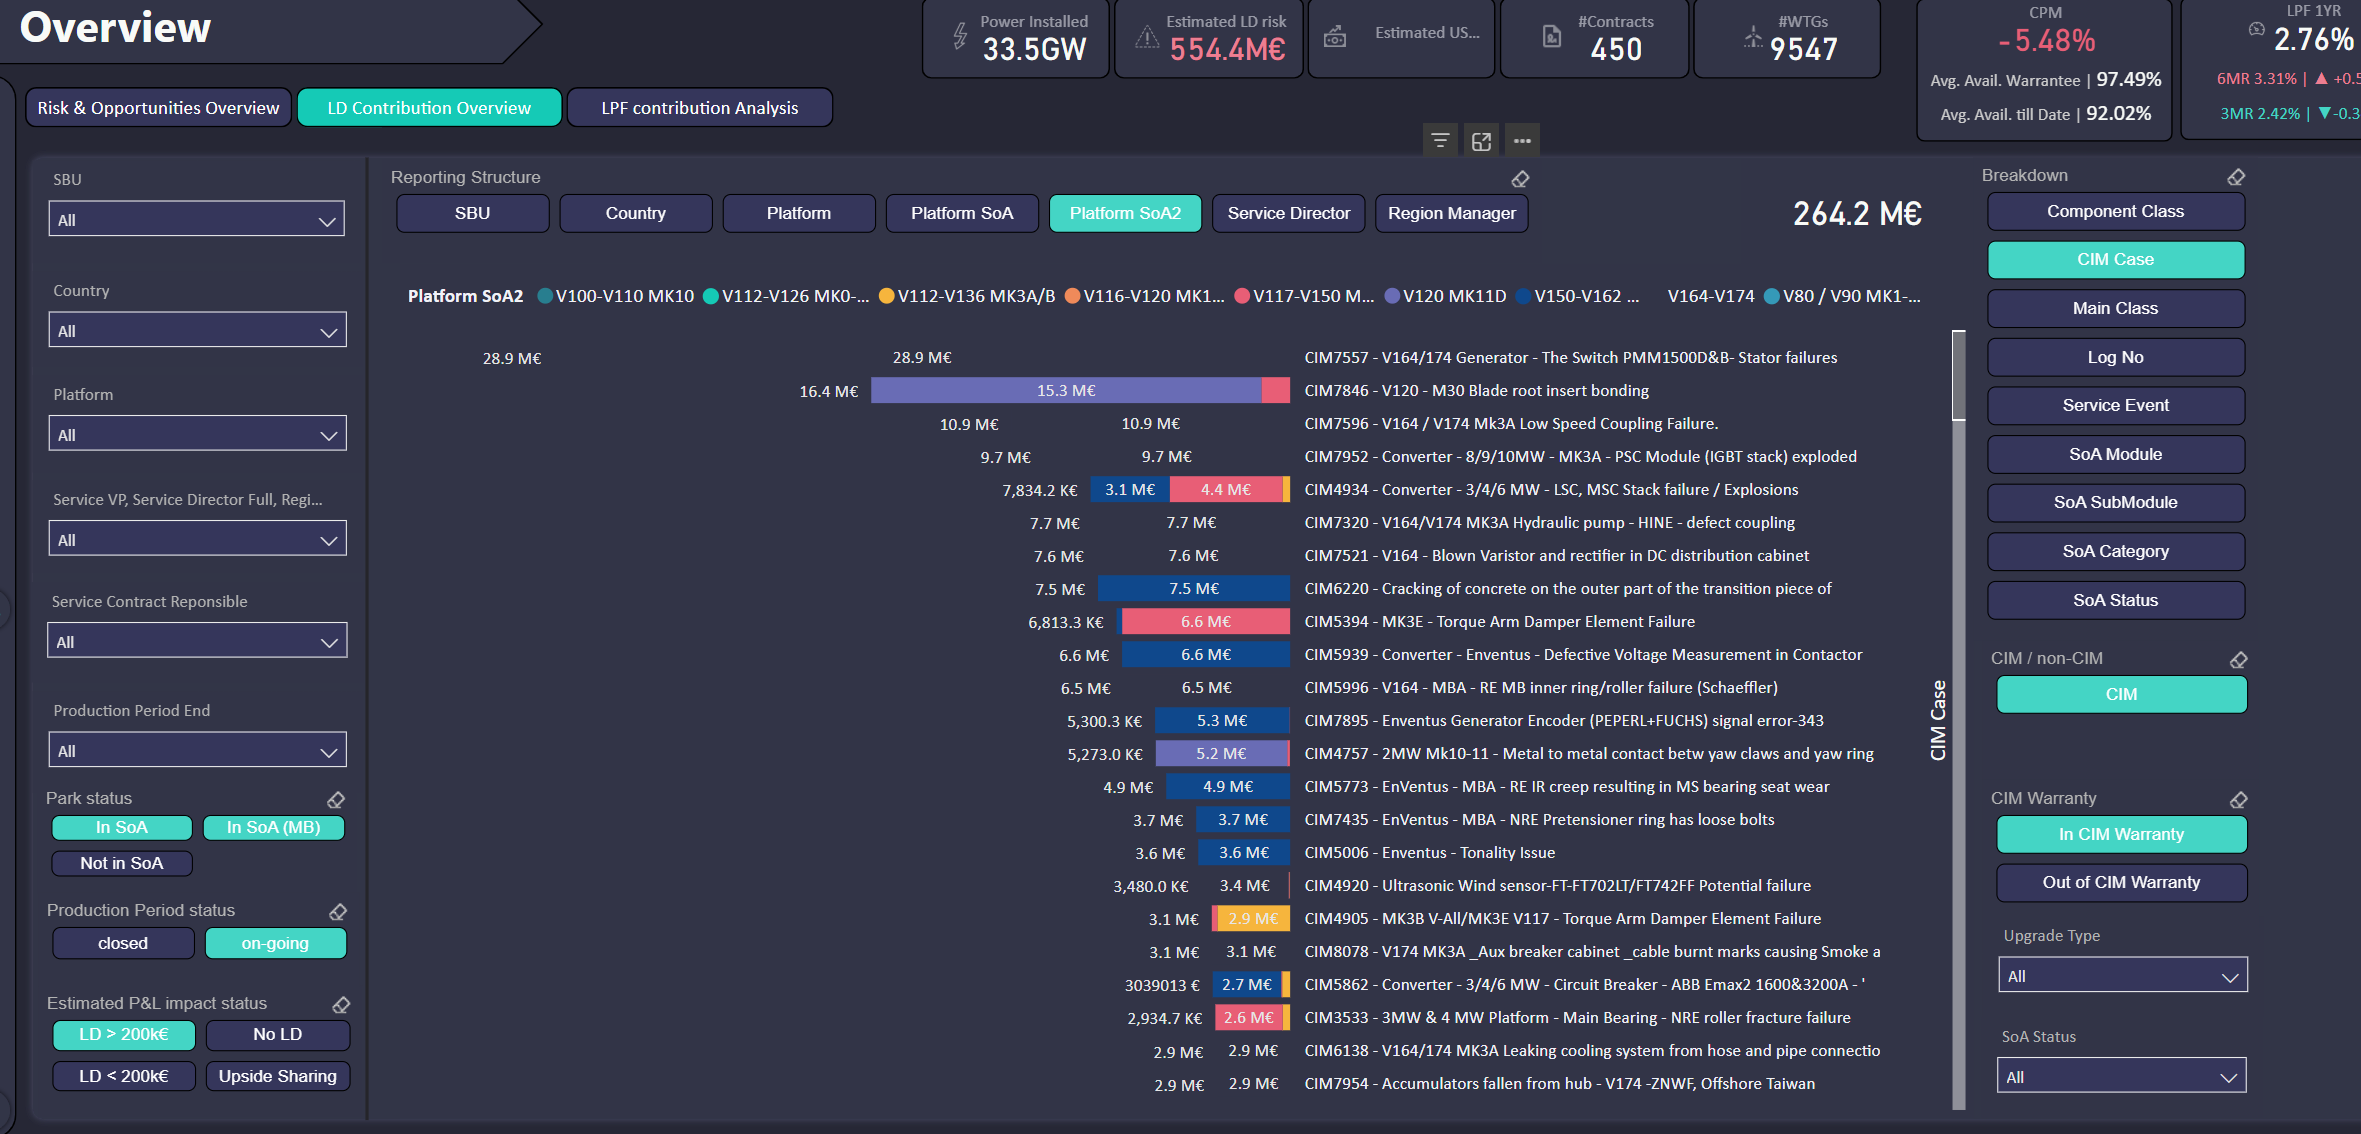 Overview
Power Installed
33.5GW
Estimated LD risk
554.4M€
Estimated US...
#Contracts
450
#WTGs
9547
CPM
-5.48%
Avg. Avail. Warrantee | 97.49%
Avg. Avail. till Date | 92.02%
LPF 1YR
2.76%
6MR 3.31% | ▲ +0.5
3MR 2.42% | ▼-0.3
Risk & Opportunities Overview
LD Contribution Overview
LPF contribution Analysis
SBU
All
Country
All
Platform
All
Service VP, Service Director Full, Regi...
All
Service Contract Reponsible
All
Production Period End
All
Park status
In SoA
In SoA (MB)
Not in SoA
Production Period status
closed
on-going
Estimated P&L impact status
LD > 200k€
No LD
LD < 200k€
Upside Sharing
Reporting Structure
SBU
Country
Platform
Platform SoA
Platform SoA2
Service Director
Region Manager
264.2 M€
Platform SoA2 V100-V110 MK10 V112-V126 MK0-... V112-V136 MK3A/B V116-V120 MK1... V117-V150 M... V120 MK11D V150-V162 ... V164-V174 V80 / V90 MK1-...
28.9 M€ 28.9 M€ CIM7557 - V164/174 Generator - The Switch PMM1500D&B- Stator failures
16.4 M€ 15.3 M€ CIM7846 - V120 - M30 Blade root insert bonding
10.9 M€ 10.9 M€ CIM7596 - V164 / V174 Mk3A Low Speed Coupling Failure.
9.7 M€ 9.7 M€ CIM7952 - Converter - 8/9/10MW - MK3A - PSC Module (IGBT stack) exploded
7,834.2 K€ 3.1 M€ 4.4 M€ CIM4934 - Converter - 3/4/6 MW - LSC, MSC Stack failure / Explosions
7.7 M€ 7.7 M€ CIM7320 - V164/V174 MK3A Hydraulic pump - HINE - defect coupling
7.6 M€ 7.6 M€ CIM7521 - V164 - Blown Varistor and rectifier in DC distribution cabinet
7.5 M€ 7.5 M€ CIM6220 - Cracking of concrete on the outer part of the transition piece of
6,813.3 K€ 6.6 M€ CIM5394 - MK3E - Torque Arm Damper Element Failure
6.6 M€ 6.6 M€ CIM5939 - Converter - Enventus - Defective Voltage Measurement in Contactor
6.5 M€ 6.5 M€ CIM5996 - V164 - MBA - RE MB inner ring/roller failure (Schaeffler)
5,300.3 K€ 5.3 M€ CIM7895 - Enventus Generator Encoder (PEPERL+FUCHS) signal error-343
5,273.0 K€ 5.2 M€ CIM4757 - 2MW Mk10-11 - Metal to metal contact betw yaw claws and yaw ring
4.9 M€ 4.9 M€ CIM5773 - EnVentus - MBA - RE IR creep resulting in MS bearing seat wear
3.7 M€ 3.7 M€ CIM7435 - EnVentus - MBA - NRE Pretensioner ring has loose bolts
3.6 M€ 3.6 M€ CIM5006 - Enventus - Tonality Issue
3,480.0 K€ 3.4 M€ CIM4920 - Ultrasonic Wind sensor-FT-FT702LT/FT742FF Potential failure
3.1 M€ 2.9 M€ CIM4905 - MK3B V-All/MK3E V117 - Torque Arm Damper Element Failure
3.1 M€ 3.1 M€ CIM8078 - V174 MK3A _Aux breaker cabinet _cable burnt marks causing Smoke a
3039013 € 2.7 M€ CIM5862 - Converter - 3/4/6 MW - Circuit Breaker - ABB Emax2 1600&3200A - '
2,934.7 K€ 2.6 M€ CIM3533 - 3MW & 4 MW Platform - Main Bearing - NRE roller fracture failure
2.9 M€ 2.9 M€ CIM6138 - V164/174 MK3A Leaking cooling system from hose and pipe connectio
2.9 M€ 2.9 M€ CIM7954 - Accumulators fallen from hub - V174 -ZNWF, Offshore Taiwan
CIM Case
Breakdown
Component Class
CIM Case
Main Class
Log No
Service Event
SoA Module
SoA SubModule
SoA Category
SoA Status
CIM / non-CIM
CIM
CIM Warranty
In CIM Warranty
Out of CIM Warranty
Upgrade Type
All
SoA Status
All